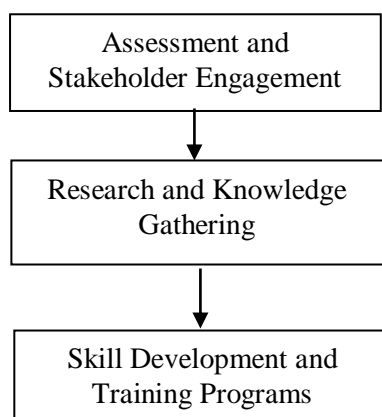 Assessment and
Stakeholder Engagement
Research and Knowledge
Gathering
Skill Development and
Training Programs